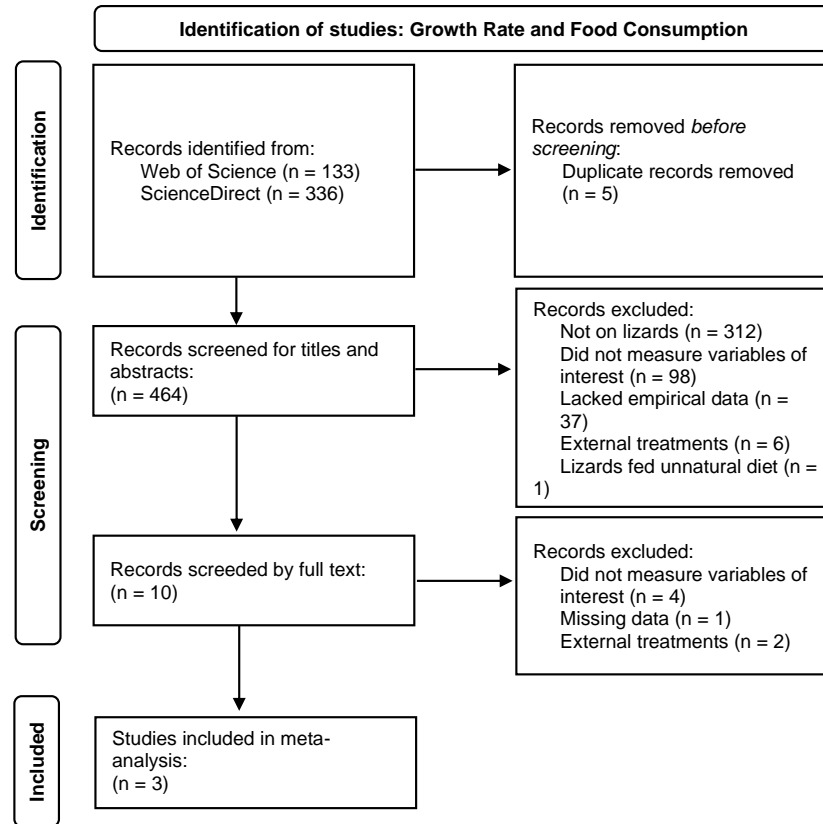 Identification of studies: Growth Rate and Food Consumption
Identification
Records identified from:
Web of Science (n = 133)
ScienceDirect (n = 336)
Records removed before
screening:
Duplicate records removed
(n = 5)
Screening
Records screened for titles and
abstracts:
(n = 464)
Records excluded:
Not on lizards (n = 312)
Did not measure variables of
interest (n = 98)
Lacked empirical data (n =
37)
External treatments (n = 6)
Lizards fed unnatural diet (n =
1)
Records screeded by full text:
(n = 10)
Records excluded:
Did not measure variables of
interest (n = 4)
Missing data (n = 1)
External treatments (n = 2)
Included
Studies included in meta-
analysis:
(n = 3)